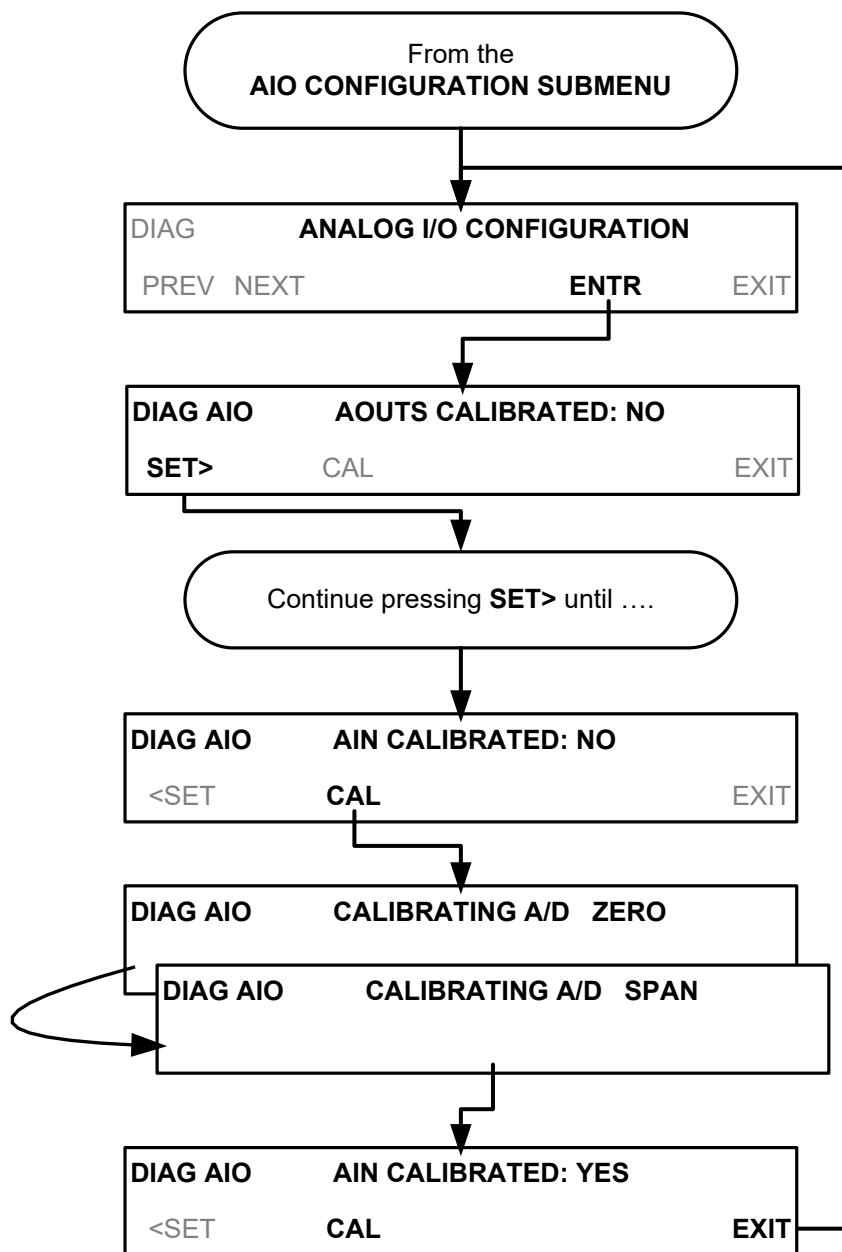 From the
AIO CONFIGURATION SUBMENU
DIAG ANALOG I/O CONFIGURATION
PREV NEXT ENTR EXIT
DIAG AIO AOUTS CALIBRATED: NO
SET> CAL EXIT
Continue pressing SET> until ....
DIAG AIO AIN CALIBRATED: NO
<SET CAL EXIT
DIAG AIO CALIBRATING A/D ZERO
DIAG AIO CALIBRATING A/D SPAN
DIAG AIO AIN CALIBRATED: YES
<SET CAL EXIT